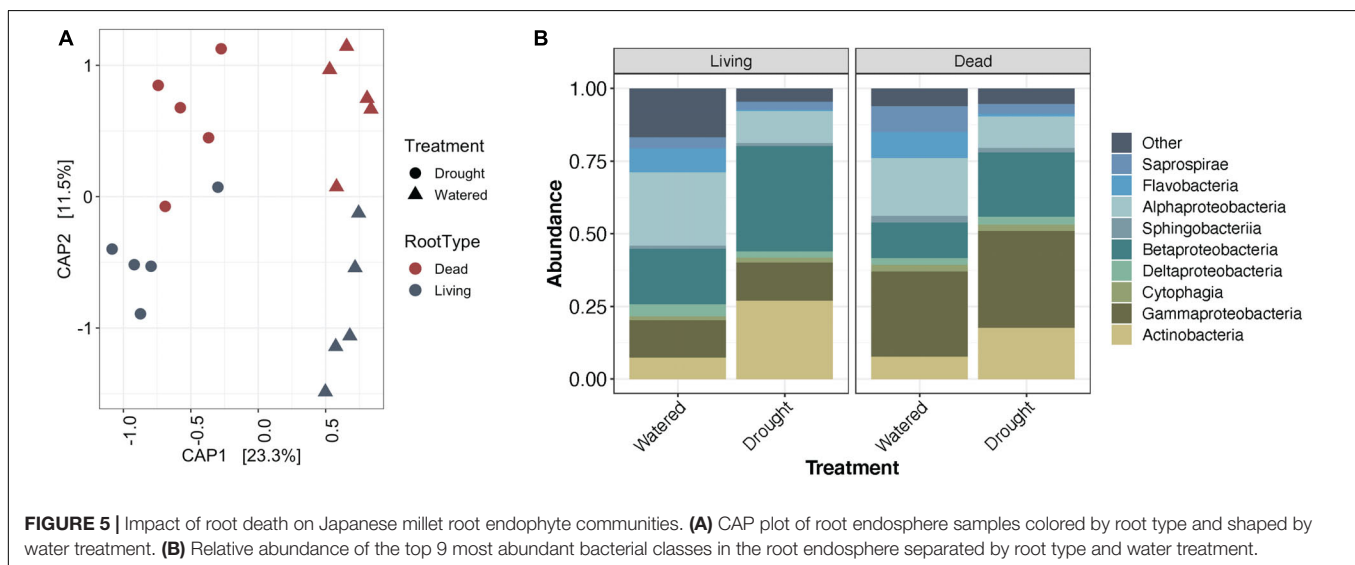 A
1
0
-1
CAP2 [11.5%]
-1.0
-0.5
0.0
0.5
CAP1 [23.3%]
Treatment
Drought
Watered
RootType
Dead
Living
B
Living
Dead
1.00
0.75
0.50
0.25
0.00
Abundance
Watered
Drought
Watered
Drought
Treatment
Other
Saprospirae
Flavobacteria
Alphaproteobacteria
Sphingobacteriia
Betaproteobacteria
Deltaproteobacteria
Cytophagia
Gammaproteobacteria
Actinobacteria
FIGURE 5 | Impact of root death on Japanese millet root endophyte communities. (A) CAP plot of root endosphere samples colored by root type and shaped by
water treatment. (B) Relative abundance of the top 9 most abundant bacterial classes in the root endosphere separated by root type and water treatment.